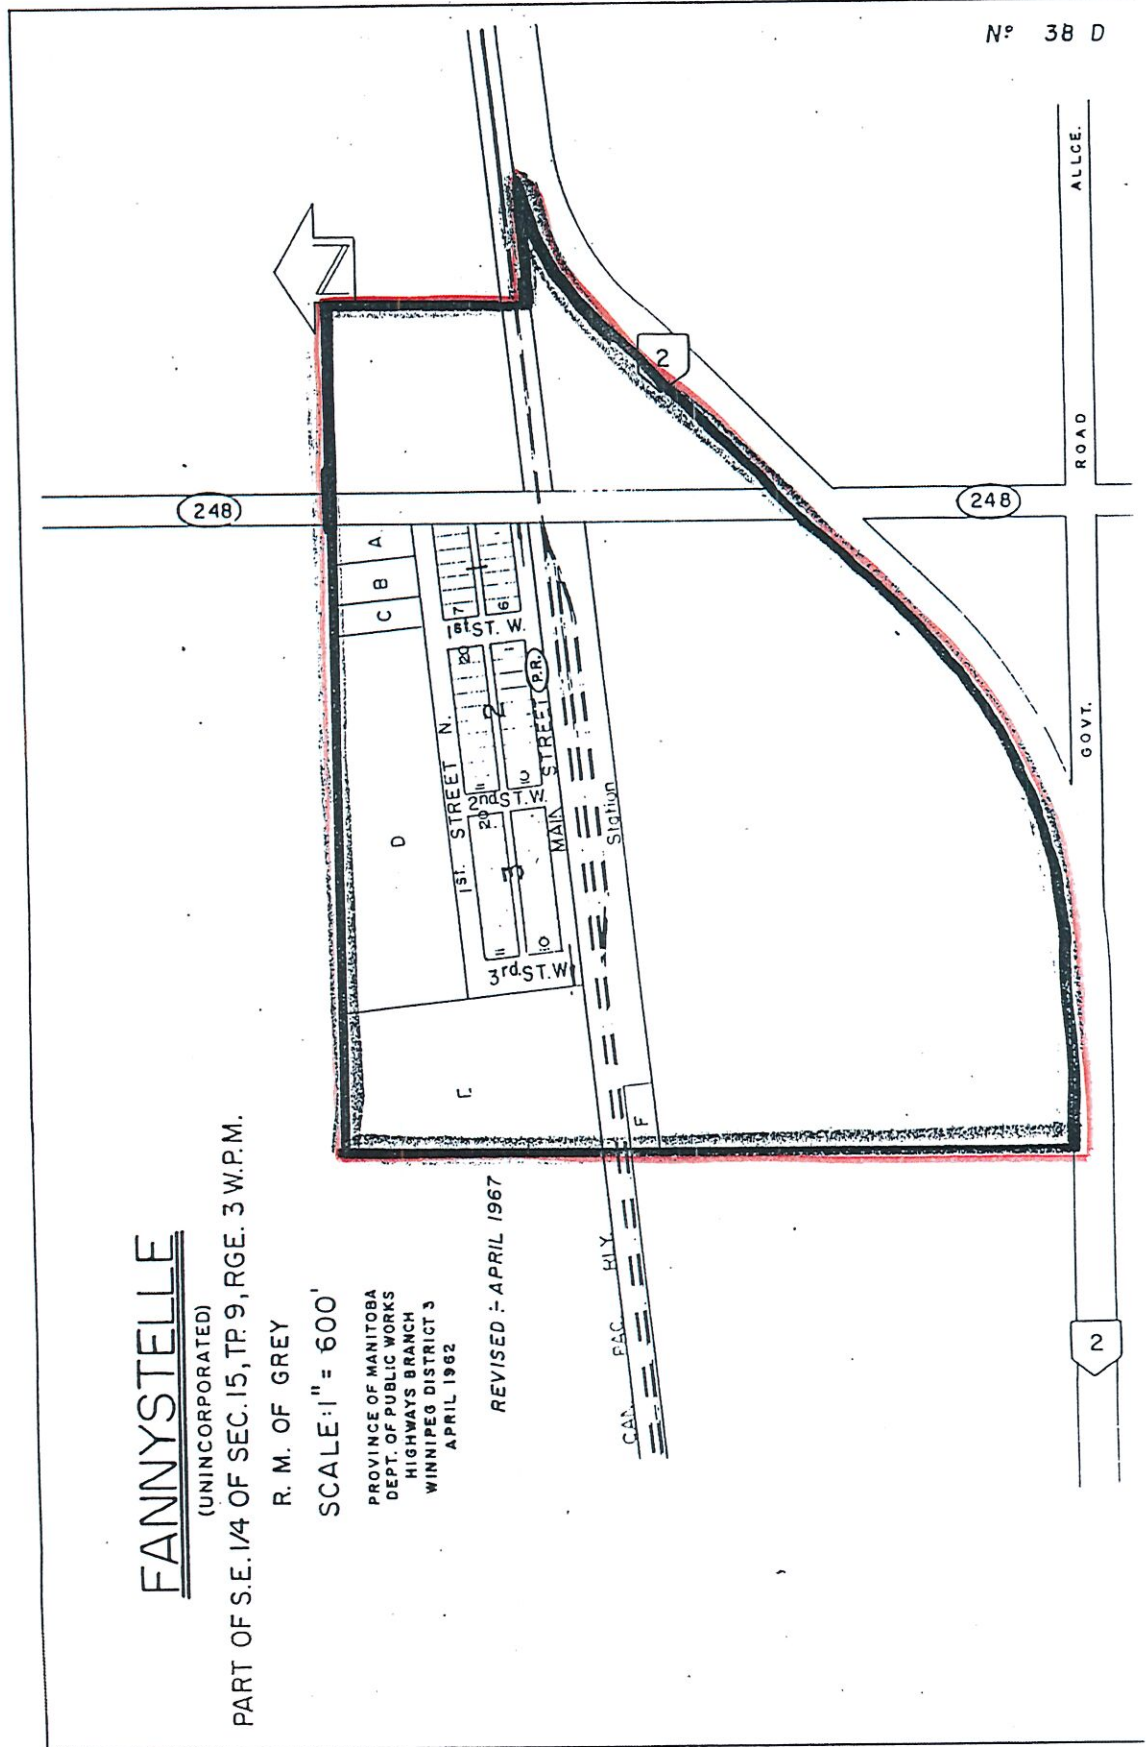 Nº 38 D
FANNYSTELLE
(UNINCORPORATED)
PART OF S.E. 1/4 OF SEC. 15, TP. 9, RGE. 3 W.P.M.
R. M. OF GREY
SCALE: 1" = 600'
PROVINCE OF MANITOBA
DEPT. OF PUBLIC WORKS
HIGHWAYS BRANCH
WINNIPEG DISTRICT 3
APRIL 1962
REVISED :- APRIL 1967
N
248
2
A
B
C
D
F
1st. STREET N.
7
6
1
1st ST. W.
20
1
2
11
10
2nd ST. W.
20
3
11
10
3rd. ST. W.
MAIN STREET
P.R.
Station
CAN. PAC. RLY.
248
2
GOVT. ROAD ALLCE.